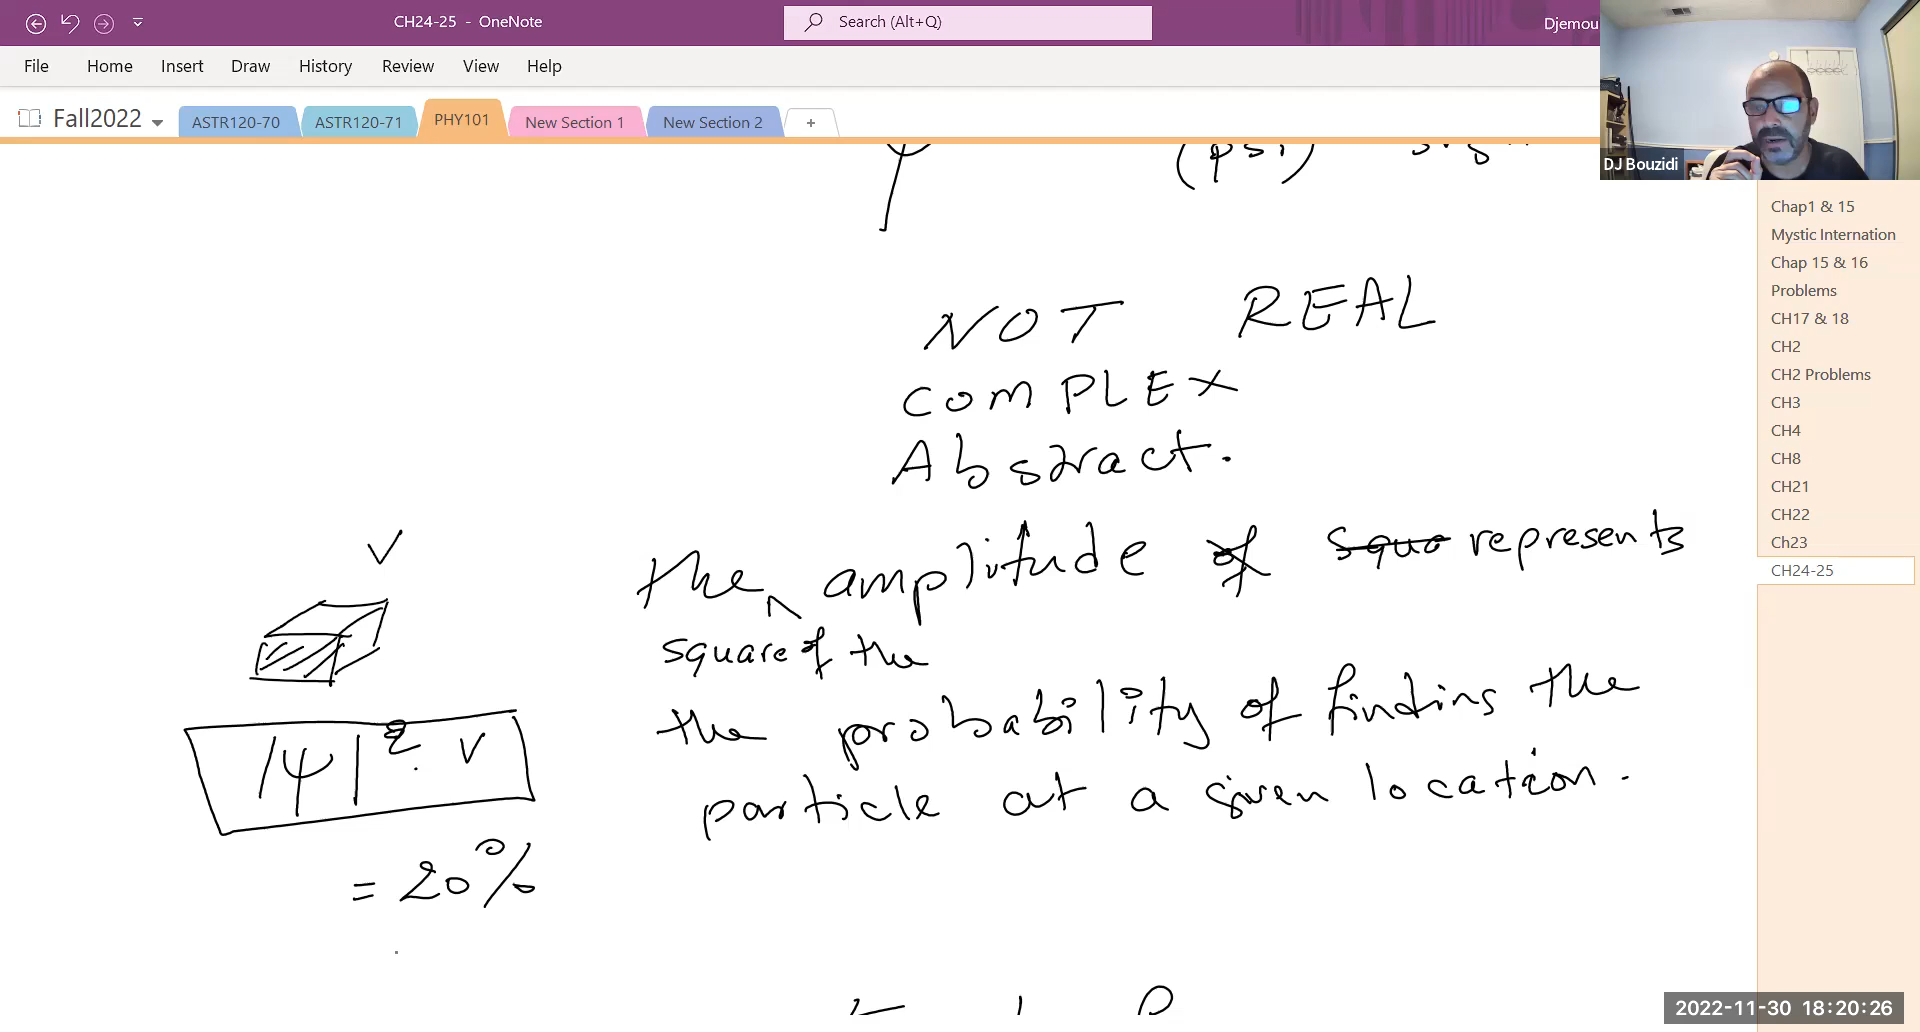 CH24-25 - OneNote
Search (Alt+Q)
Djemou
File Home Insert Draw History Review View Help
Fall2022
ASTR120-70 ASTR120-71 PHY101 New Section 1 New Section 2 +
DJ Bouzidi
(psi)
NOT REAL
COMPLEX
Abstract.
V
the amplitude of squa represents
square of the
the probability of finding the
particle at a given location.
|ψ|² V
= 20%
Chap1 & 15
Mystic Internation
Chap 15 & 16
Problems
CH17 & 18
CH2
CH2 Problems
CH3
CH4
CH8
CH21
CH22
Ch23
CH24-25
2022-11-30 18:20:26